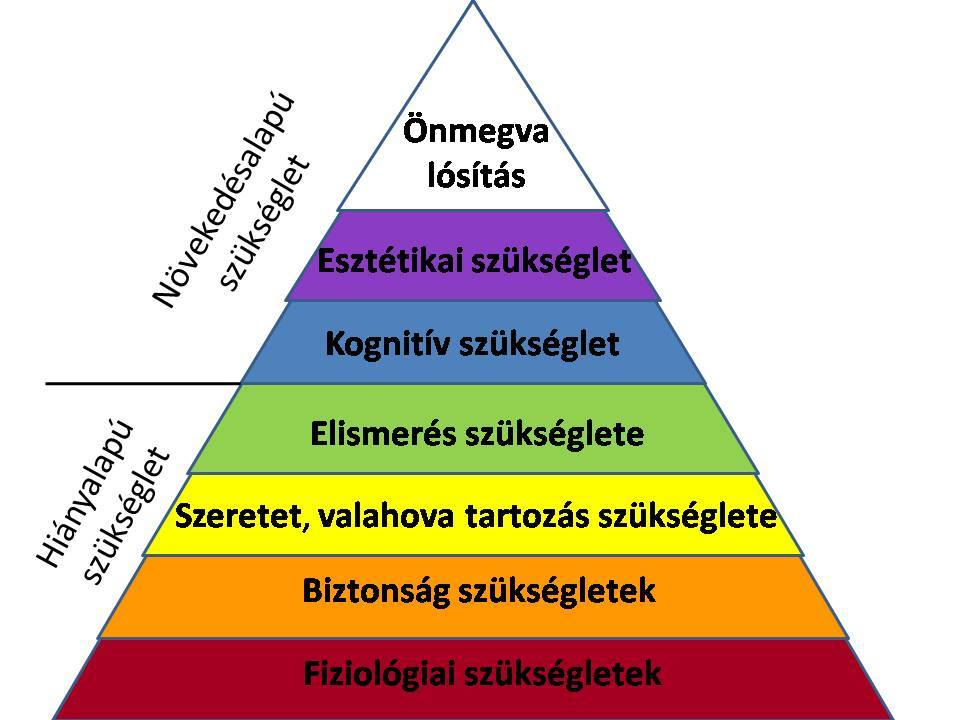 Növekedésalapú
szükséglet
Önmegva
lósítás
Esztétikai szükséglet
Kognitív szükséglet
Hiányalapú
szükséglet
Elismerés szükséglete
Szeretet, valahova tartozás szükséglete
Biztonság szükségletek
Fiziológiai szükségletek